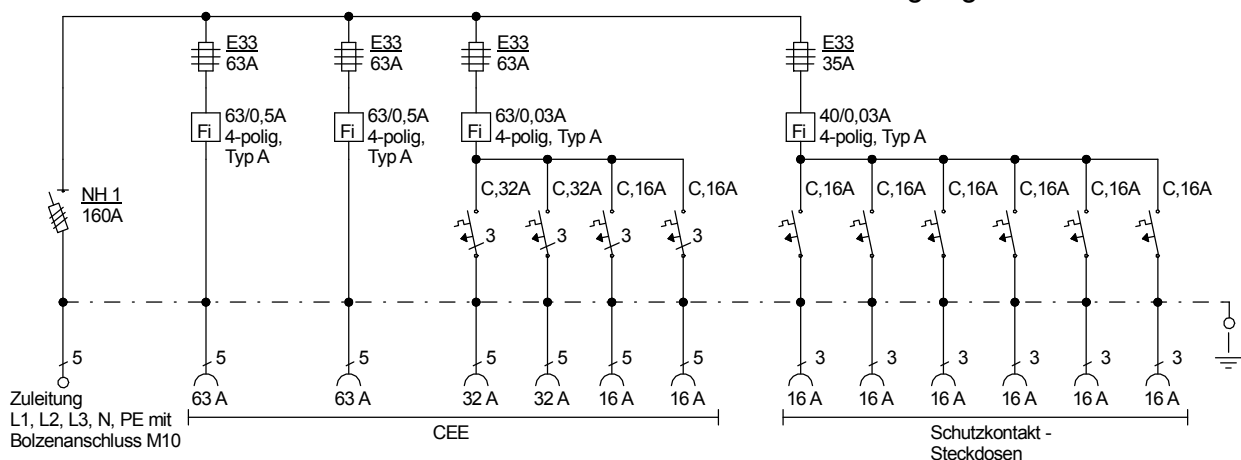 E33
63A
E33
63A
E33
63A
E33
35A
Fi
63/0,5A
4-polig,
Typ A
Fi
63/0,5A
4-polig,
Typ A
Fi
63/0,03A
4-polig, Typ A
Fi
40/0,03A
4-polig, Typ A
NH 1
160A
C,32A
C,32A
C,16A
C,16A
C,16A
C,16A
C,16A
C,16A
C,16A
C,16A
3
3
3
3
5
5
5
5
5
5
5
3
3
3
3
3
3
63 A
63 A
32 A
32 A
16 A
16 A
16 A
16 A
16 A
16 A
16 A
16 A
Zuleitung
L1, L2, L3, N, PE mit
Bolzenanschluss M10
CEE
Schutzkontakt -
Steckdosen